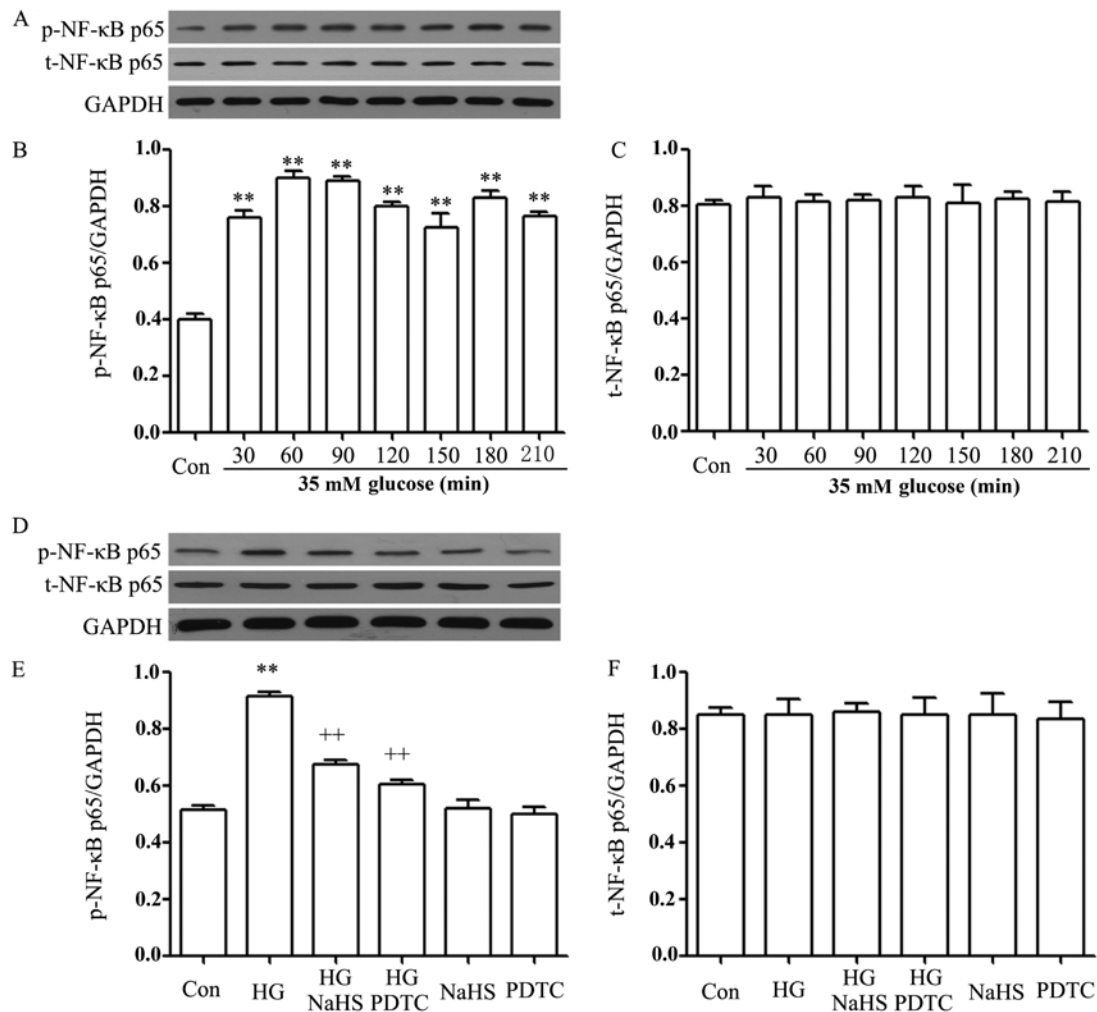 A
p-NF-κB p65
t-NF-κB p65
GAPDH
B
p-NF-κB p65/GAPDH
1.0
0.8
0.6
0.4
0.2
0.0
** ** ** ** ** ** **
Con 30 60 90 120 150 180 210
35 mM glucose (min)
C
t-NF-κB p65/GAPDH
1.0
0.8
0.6
0.4
0.2
0.0
Con 30 60 90 120 150 180 210
35 mM glucose (min)
D
p-NF-κB p65
t-NF-κB p65
GAPDH
E
p-NF-κB p65/GAPDH
1.0
0.8
0.6
0.4
0.2
0.0
**
++ ++
Con HG HG HG NaHS PDTC
NaHS PDTC
F
t-NF-κB p65/GAPDH
1.0
0.8
0.6
0.4
0.2
0.0
Con HG HG HG NaHS PDTC
NaHS PDTC